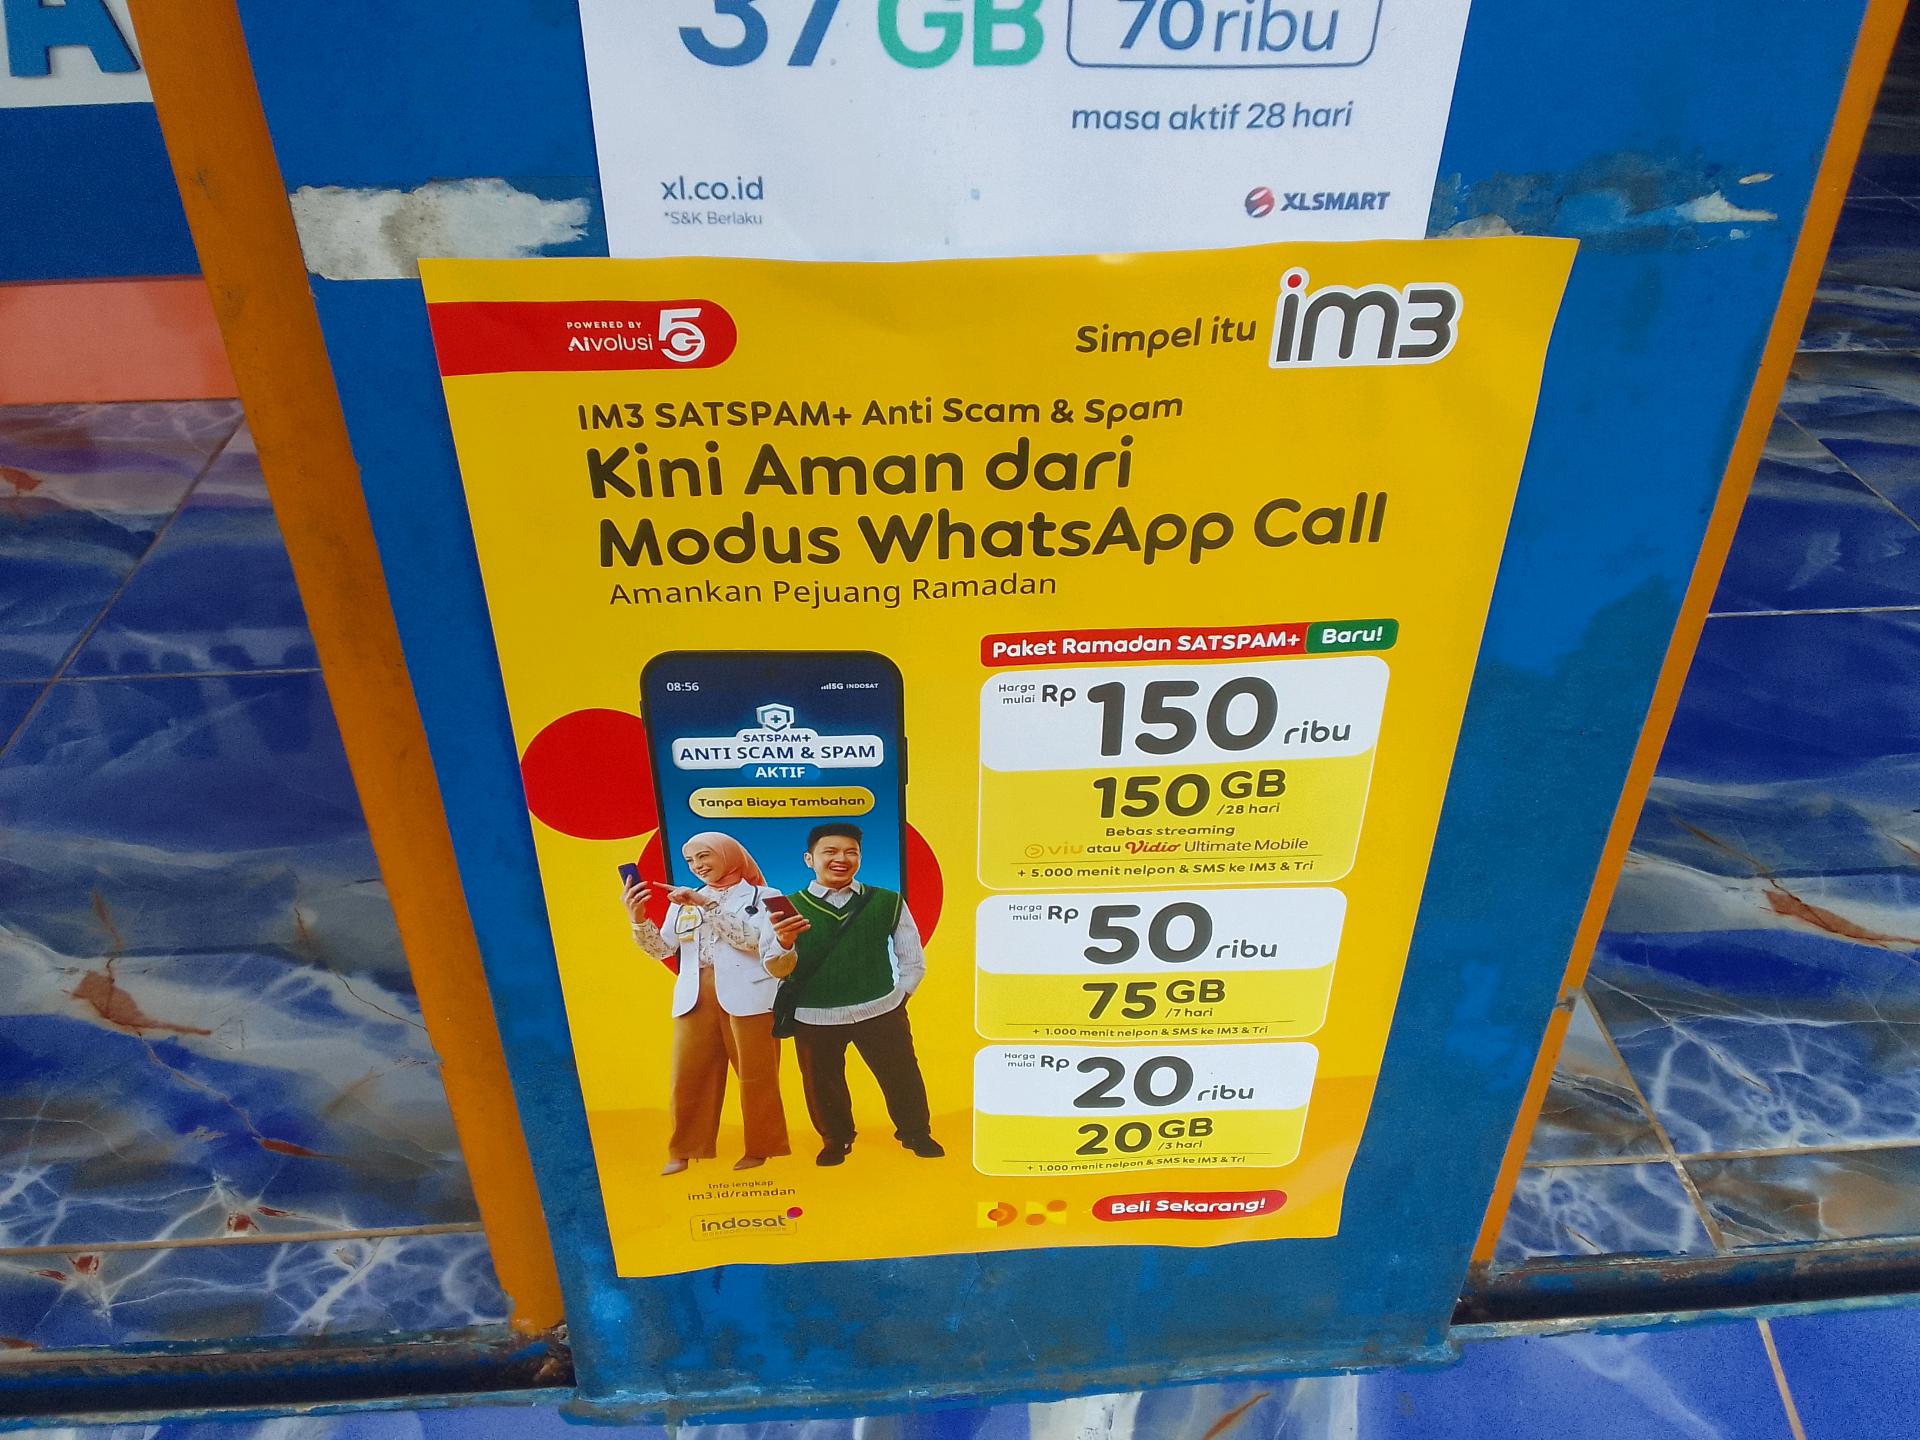 A
37 GB 70 ribu
masa aktif 28 hari
xl.co.id
*S&K Berlaku
XLSMART
POWERED BY
AIvolusi 5G
Simpel itu im3
IM3 SATSPAM+ Anti Scam & Spam
Kini Aman dari
Modus WhatsApp Call
Amankan Pejuang Ramadan
08:56
5G INDOSAT
SATSPAM+
ANTI SCAM & SPAM
AKTIF
Tanpa Biaya Tambahan
Paket Ramadan SATSPAM+ Baru!
Harga mulai Rp 150 ribu
150 GB /28 hari
Bebas streaming
viu atau Vidio Ultimate Mobile
+ 5.000 menit nelpon & SMS ke IM3 & Tri
Harga mulai Rp 50 ribu
75 GB /7 hari
+ 1.000 menit nelpon & SMS ke IM3 & Tri
Harga mulai Rp 20 ribu
20 GB /3 hari
+ 1.000 menit nelpon & SMS ke IM3 & Tri
Info lengkap
im3.id/ramadan
indosat
Beli Sekarang!